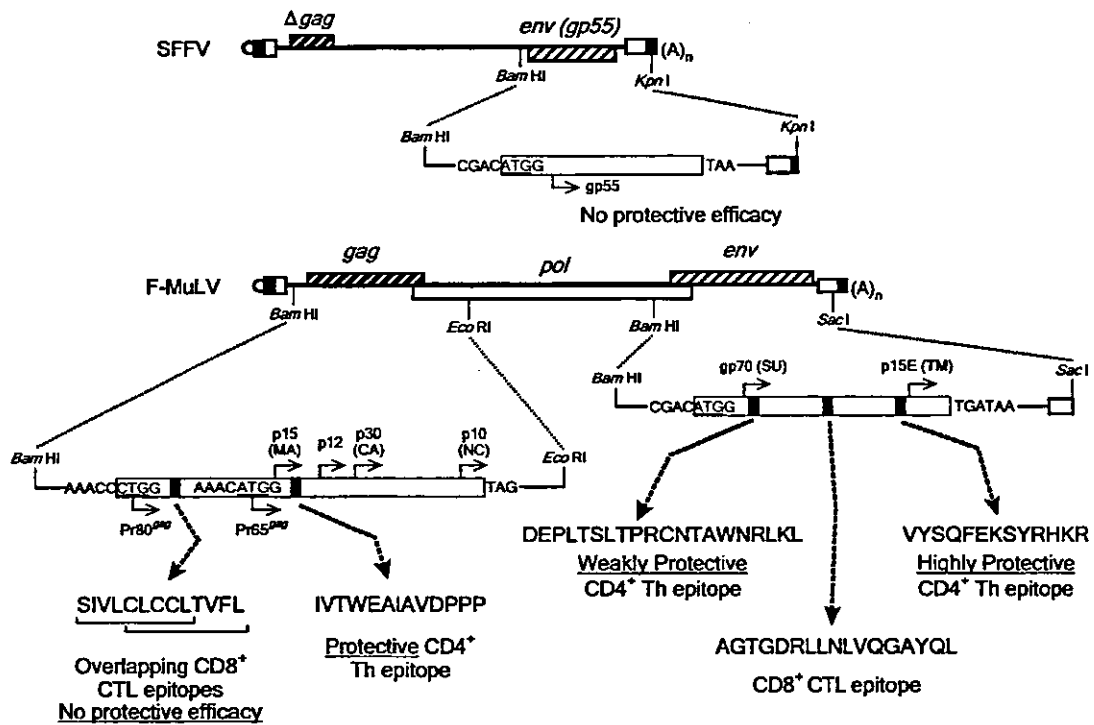 Δ gag
env (gp55)
SFFV
(A)n
Bam HI
Kpn I
Bam HI
Kpn I
CGACATGG
TAA
gp55
No protective efficacy
gag
pol
env
F-MuLV
(A)n
Bam HI
Eco RI
Bam HI
Sac I
Bam HI
gp70 (SU)
p15E (TM)
Sac I
CGACATGG
TGATAA
Bam HI
p15 (MA)
p12
p30 (CA)
p10 (NC)
Eco RI
AAACCCTGG
AAACATGG
TAG
Pr80gag
Pr65gag
DEPLTSLTPRCNTAWNRLKL
Weakly Protective
CD4+ Th epitope
VYSQFEKSYRHKR
Highly Protective
CD4+ Th epitope
SIVLCLCCLTVFL
Overlapping CD8+
CTL epitopes
No protective efficacy
IVTWEAIAVDPPP
Protective CD4+
Th epitope
AGTGDRLLNLVQGAYQL
CD8+ CTL epitope